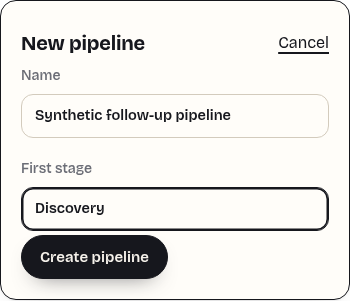 New pipeline
Cancel
Name
Synthetic follow-up pipeline
First stage
Discovery
Create pipeline